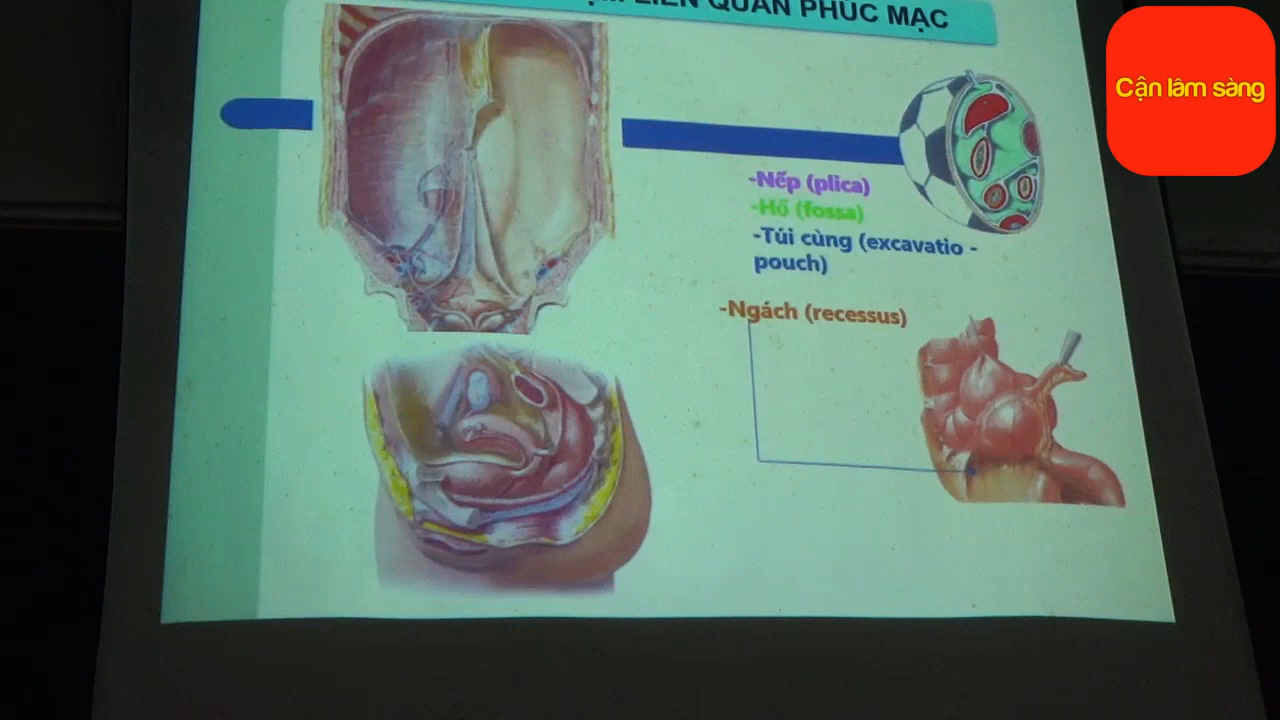 LIÊN QUAN PHÚC MẠC
Cận lâm sàng
-Nếp (plica)
-Hố (fossa)
-Túi cùng (excavatio -
pouch)
-Ngách (recessus)